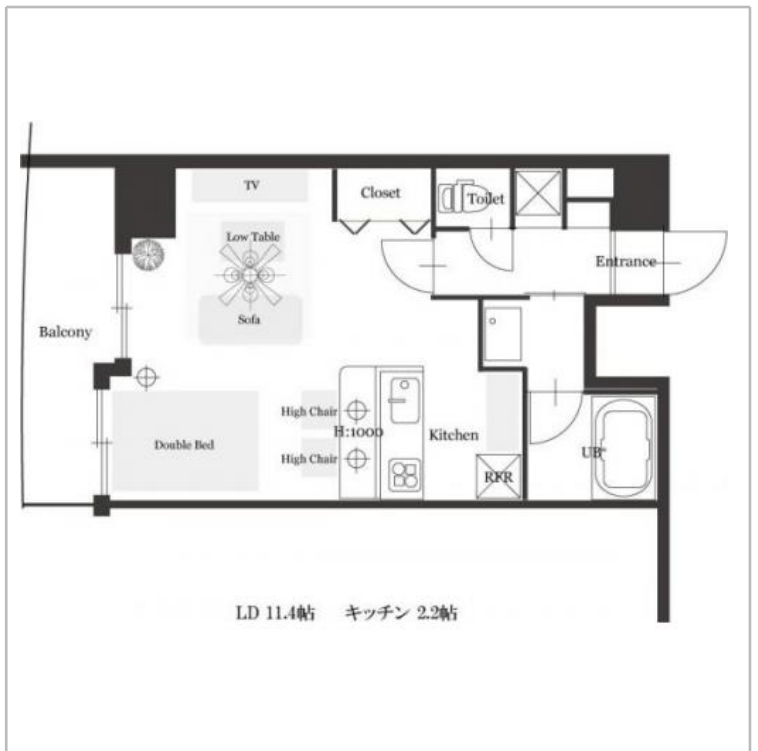 TV
Closet
Toilet
Low Table
Entrance
Sofa
Balcony
High Chair
H:1000
Kitchen
Double Bed
High Chair
UB
RFR
LD 11.4帖 キッチン 2.2帖